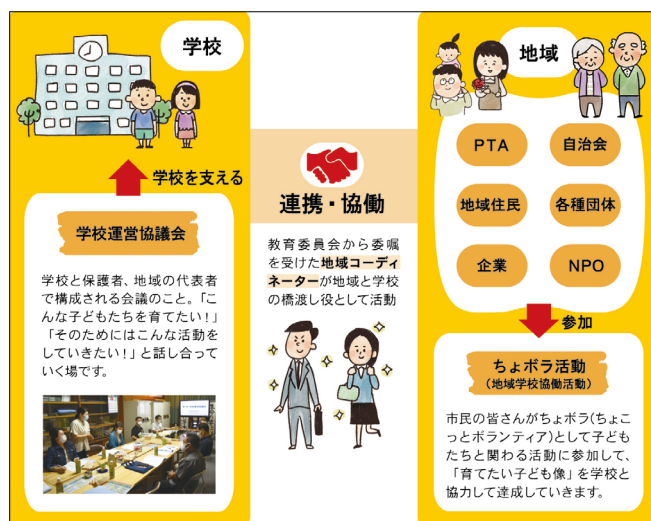 学校
学校を支える
学校運営協議会
学校と保護者、地域の代表者
で構成される会議のこと。「こ
んな子どもたちを育てたい！」
「そのためにはこんな活動を
していきたい！」と話し合って
いく場です。
連携・協働
教育委員会から委嘱
を受けた地域コーディ
ネーターが地域と学校
の橋渡し役として活動
地域
PTA
自治会
地域住民
各種団体
企業
NPO
参加
ちょボラ活動
（地域学校協働活動）
市民の皆さんがちょボラ（ちょこ
っとボランティア）として子ども
たちと関わる活動に参加して、
「育てたい子ども像」を学校と
協力して達成していきます。